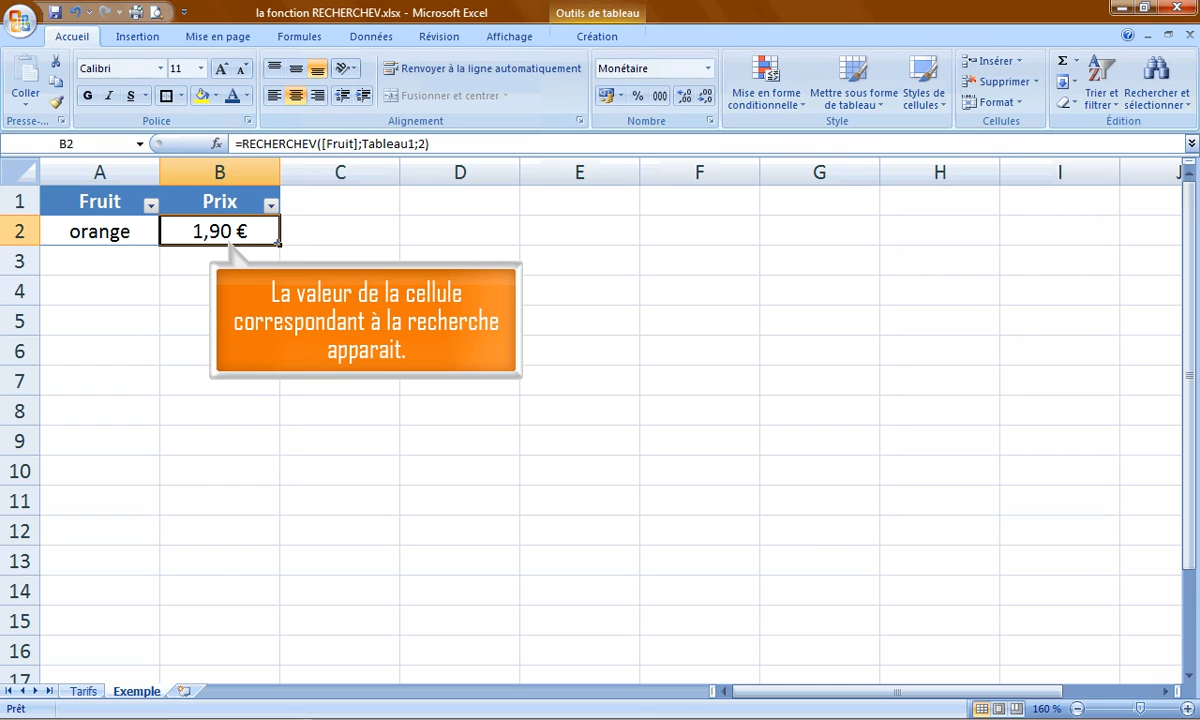 la fonction RECHERCHEV.xlsx - Microsoft Excel
Outils de tableau
Accueil Insertion Mise en page Formules Données Révision Affichage Création
Coller
Presse-...
Calibri 11
G I S
Police
Renvoyer à la ligne automatiquement
Fusionner et centrer
Alignement
Monétaire
% 000
Nombre
Mise en forme conditionnelle
Mettre sous forme de tableau
Styles de cellules
Style
Insérer
Supprimer
Format
Cellules
Trier et filtrer
Rechercher et sélectionner
Édition
B2 fx =RECHERCHEV([Fruit];Tableau1;2)
A B C D E F G H I J
1 Fruit Prix
2 orange 1,90 €
3
La valeur de la cellule
correspondant à la recherche
apparait.
4
5
6
7
8
9
10
11
12
13
14
15
16
17
Tarifs Exemple
Prêt 160 %